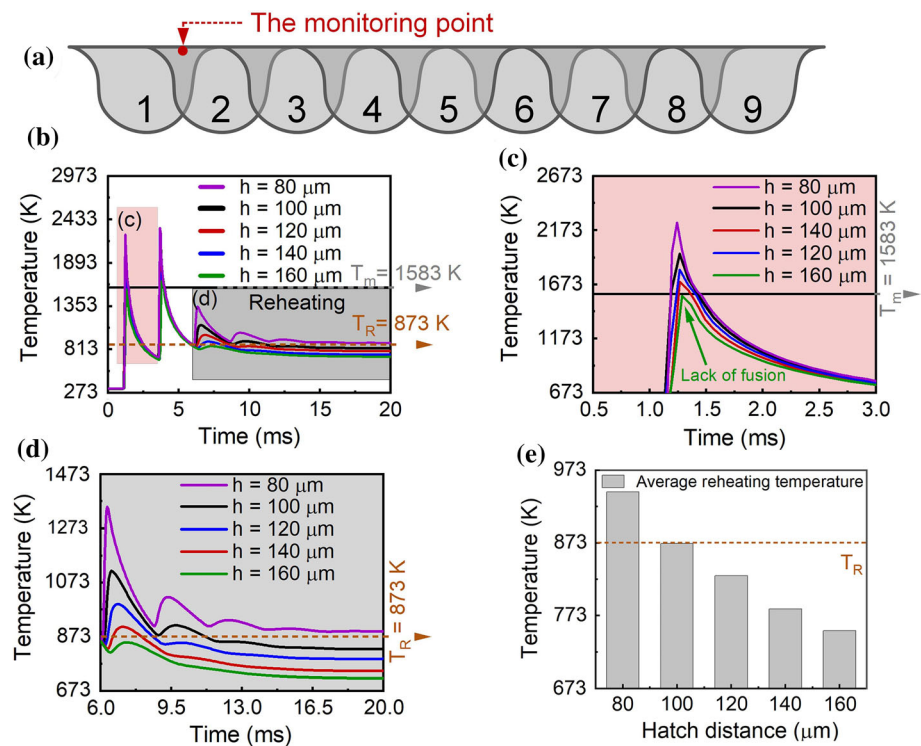 The monitoring point
(a)
1 2 3 4 5 6 7 8 9
(b)
2973
2433
1893
1353
813
273
Temperature (K)
(c)
h = 80 μm
h = 100 μm
h = 120 μm
h = 140 μm
h = 160 μm
Tm = 1583 K
(d)
Reheating
TR = 873 K
0 5 10 15 20
Time (ms)
(c)
2673
2173
1673
1173
673
Temperature (K)
h = 80 μm
h = 100 μm
h = 140 μm
h = 120 μm
h = 160 μm
Tm = 1583 K
Lack of fusion
0.5 1.0 1.5 2.0 2.5 3.0
Time (ms)
(d)
1473
1273
1073
873
673
Temperature (K)
h = 80 μm
h = 100 μm
h = 120 μm
h = 140 μm
h = 160 μm
TR = 873 K
6.0 9.5 13.0 16.5 20.0
Time (ms)
(e)
973
873
773
673
Temperature (K)
Average reheating temperature
TR
80 100 120 140 160
Hatch distance (μm)